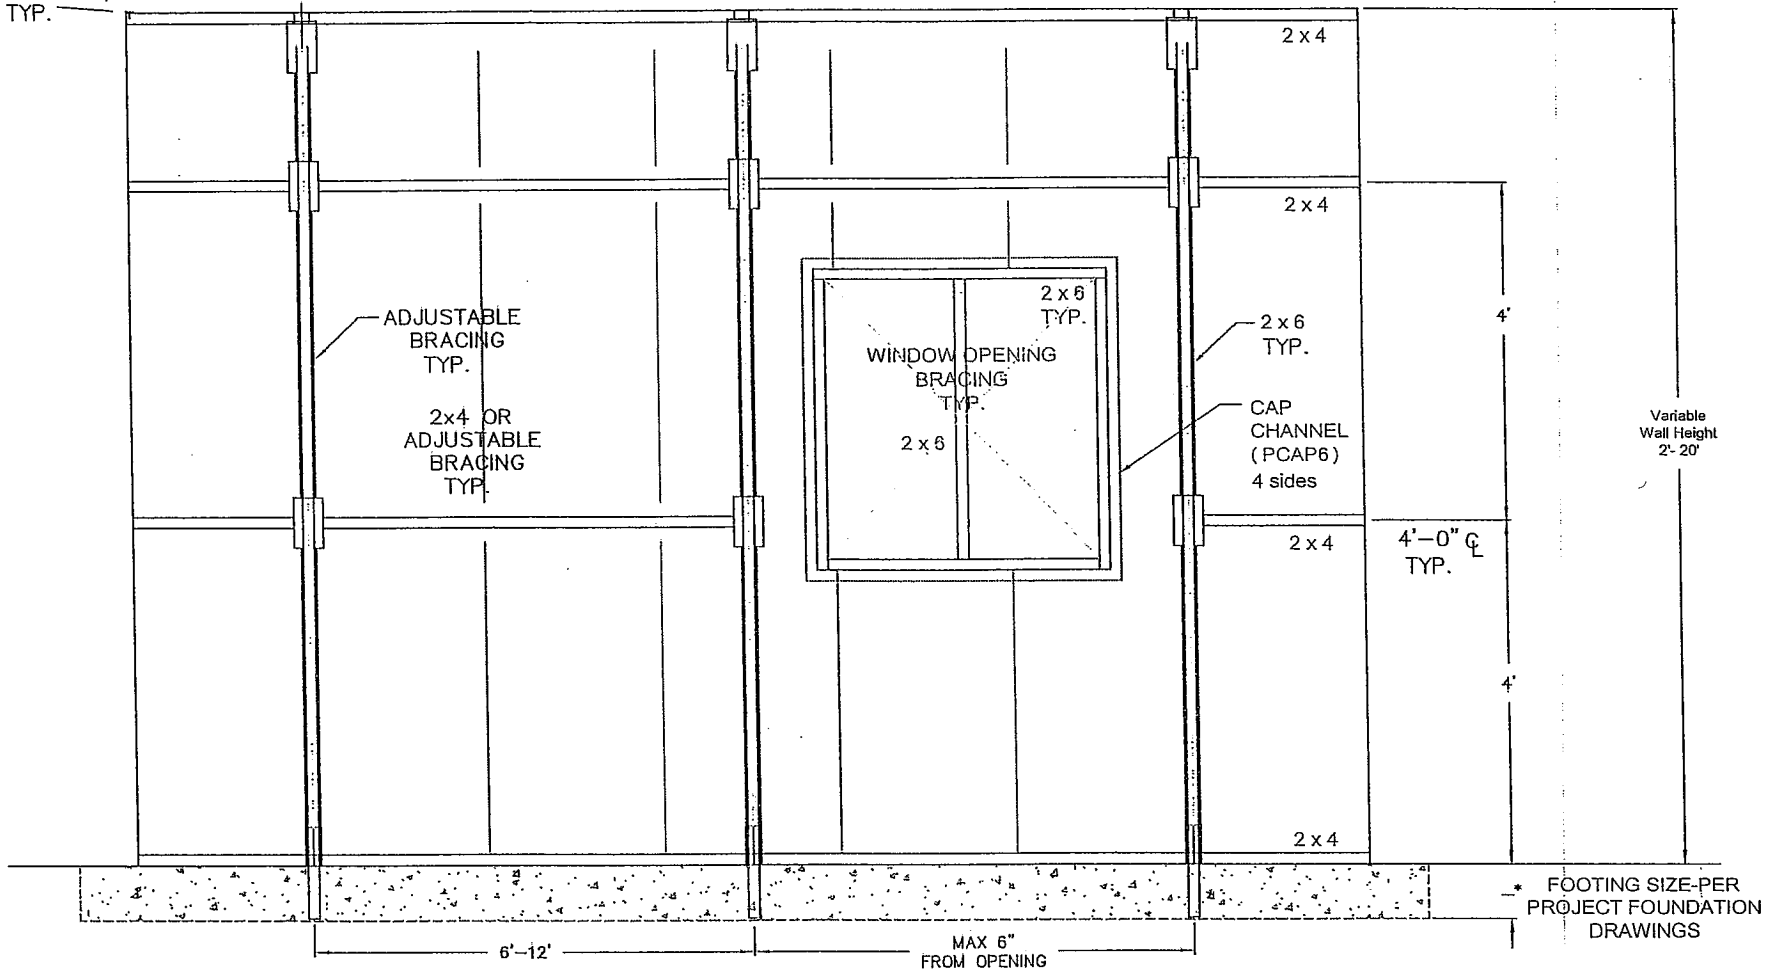 TYP.
2 x 4
2 x 4
ADJUSTABLE
BRACING
TYP.
2x4 OR
ADJUSTABLE
BRACING
TYP.
2 x 6
TYP.
WINDOW OPENING
BRACING
TYP.
2 x 6
2 x 6
TYP.
CAP
CHANNEL
(PCAP6)
4 sides
4'
Variable
Wall Height
2'- 20'
2 x 4
4'-0" ℄
TYP.
4'
2 x 4
* FOOTING SIZE-PER
PROJECT FOUNDATION
DRAWINGS
6'-12'
MAX 6"
FROM OPENING